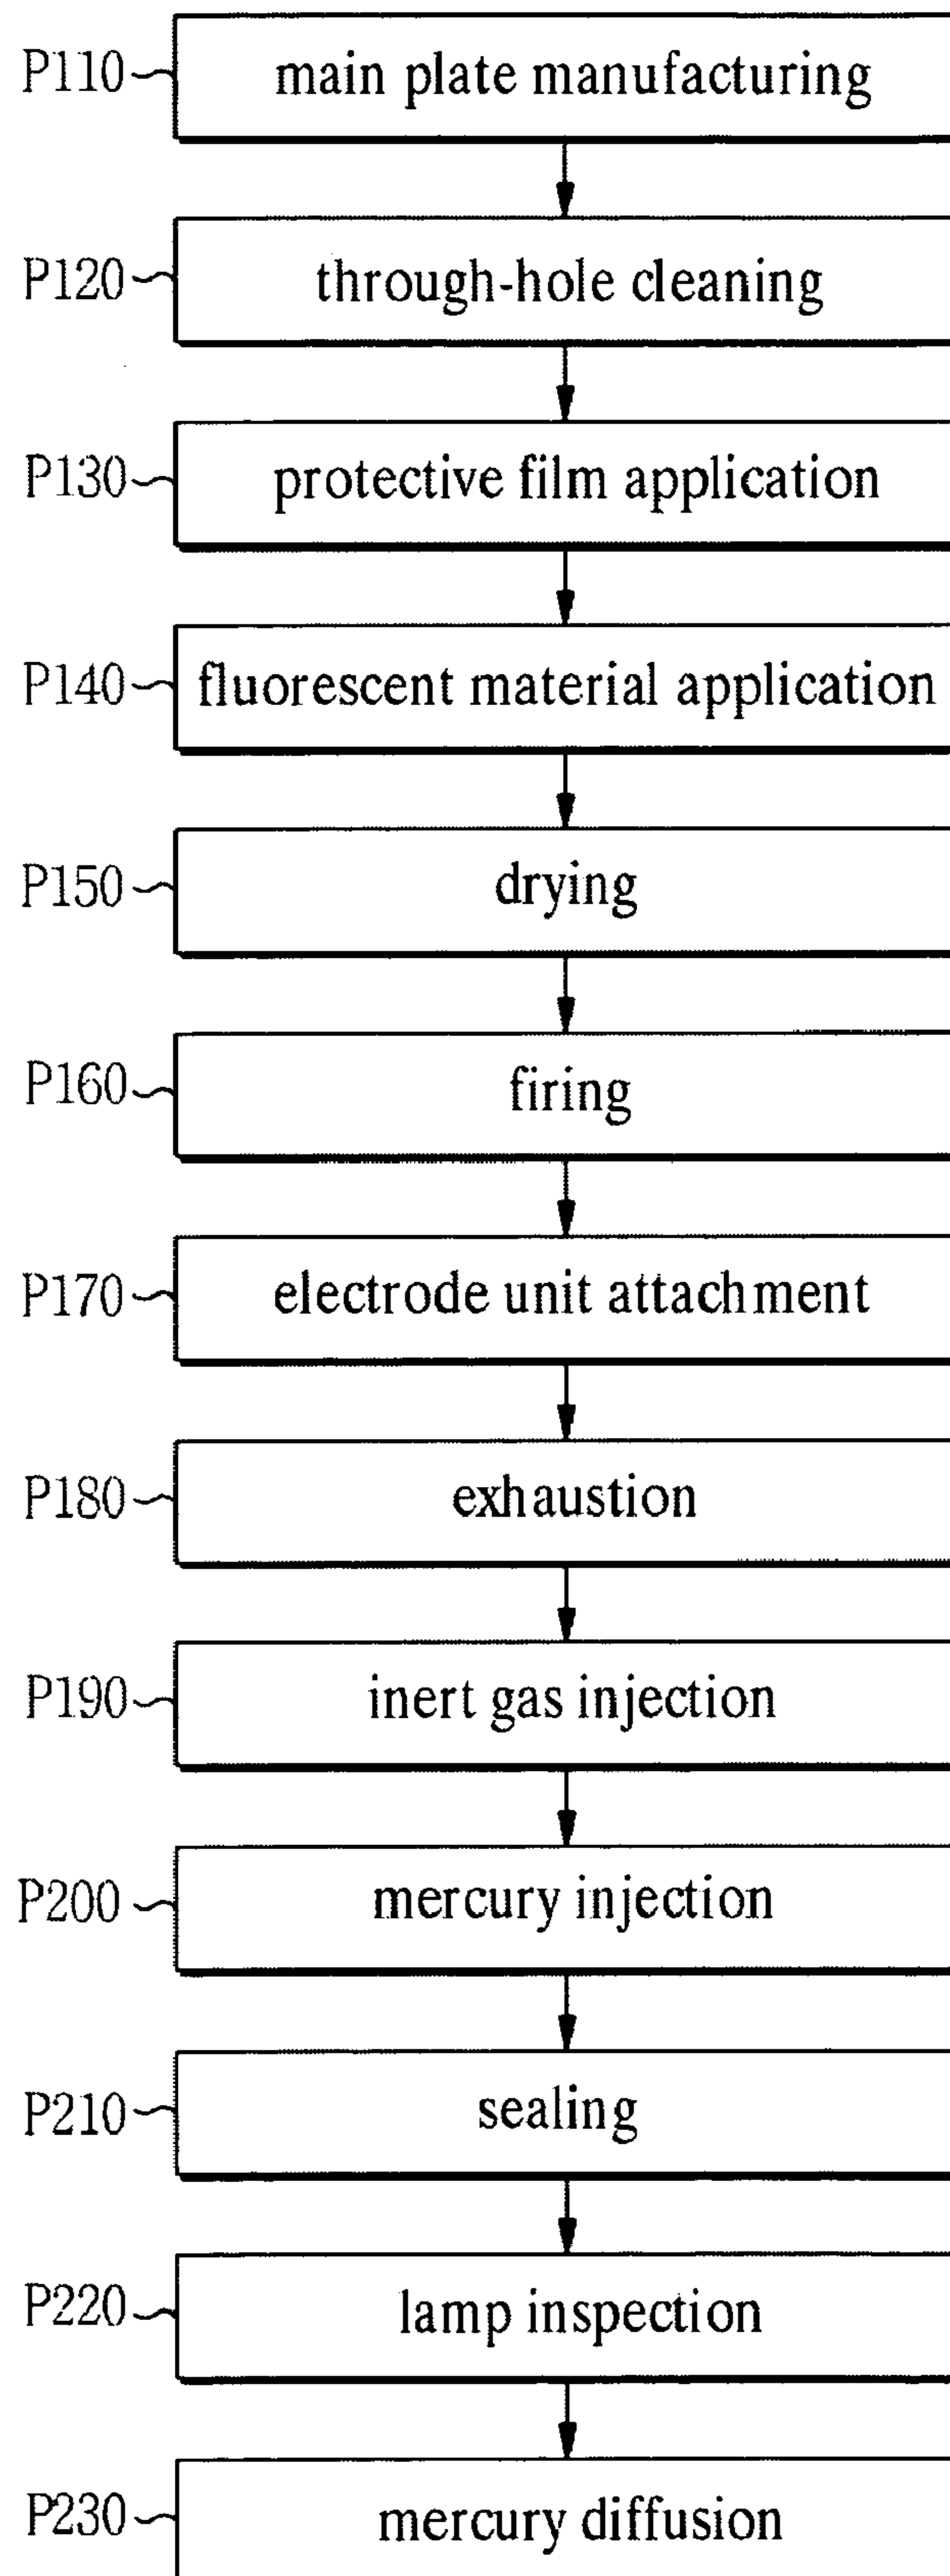 P110 main plate manufacturing
P120 through-hole cleaning
P130 protective film application
P140 fluorescent material application
P150 drying
P160 firing
P170 electrode unit attachment
P180 exhaustion
P190 inert gas injection
P200 mercury injection
P210 sealing
P220 lamp inspection
P230 mercury diffusion